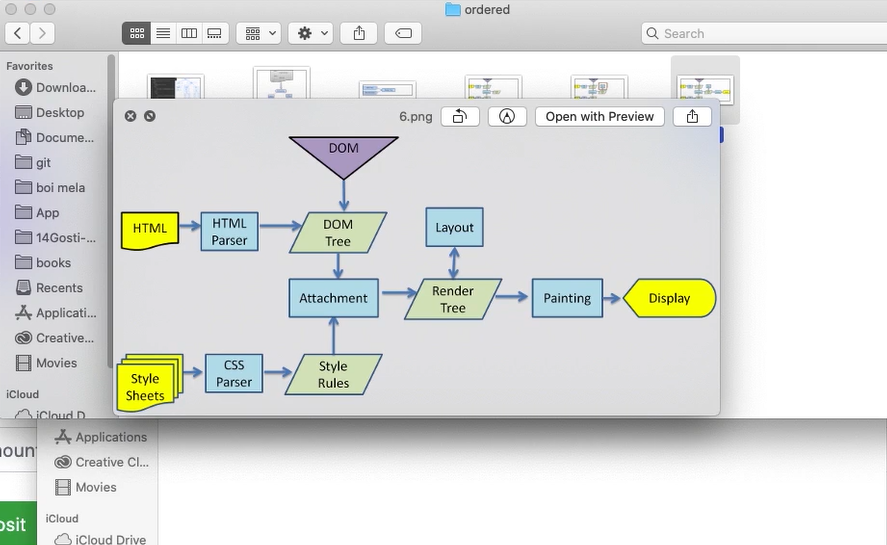 ordered
Search
Favorites
Downloa...
Desktop
Docume...
git
boi mela
App
14Gosti-...
books
Recents
Applicati...
Creative...
Movies
iCloud
iCloud D
6.png
Open with Preview
DOM
HTML
HTML
Parser
DOM
Tree
Layout
Attachment
Render
Tree
Painting
Display
Style
Sheets
CSS
Parser
Style
Rules
Applications
Creative Cl...
Movies
iCloud
iCloud Drive